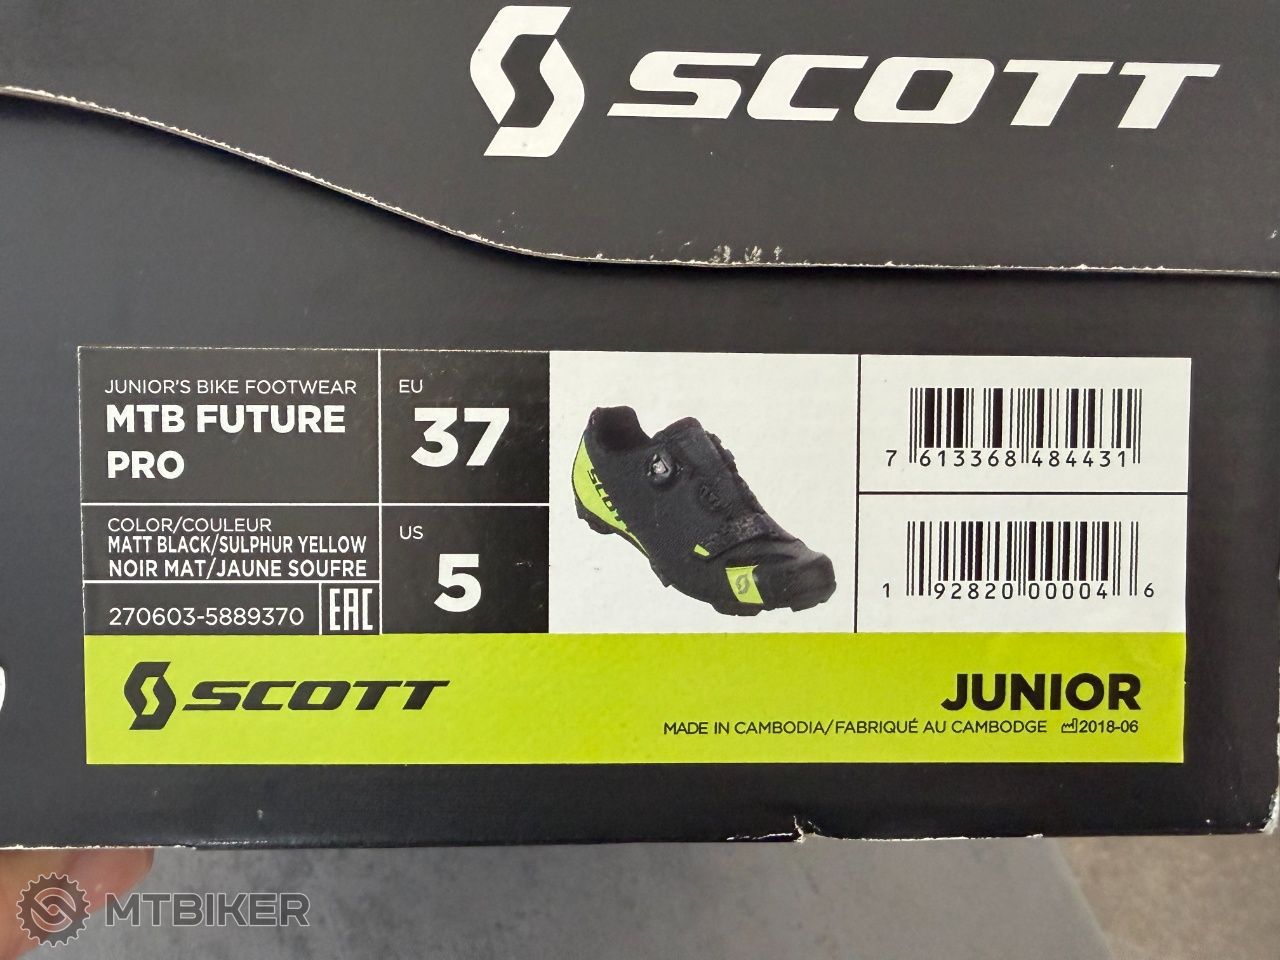 SCOTT
JUNIOR'S BIKE FOOTWEAR
MTB FUTURE
PRO
EU
37
COLOR/COULEUR
MATT BLACK/SULPHUR YELLOW
NOIR MAT/JAUNE SOUFRE
270603-5889370
EAC
US
5
SCOT
7 613368 484431
1 92820 00004 6
SCOTT
JUNIOR
MADE IN CAMBODIA/FABRIQUÉ AU CAMBODGE 2018-06
MTBIKER